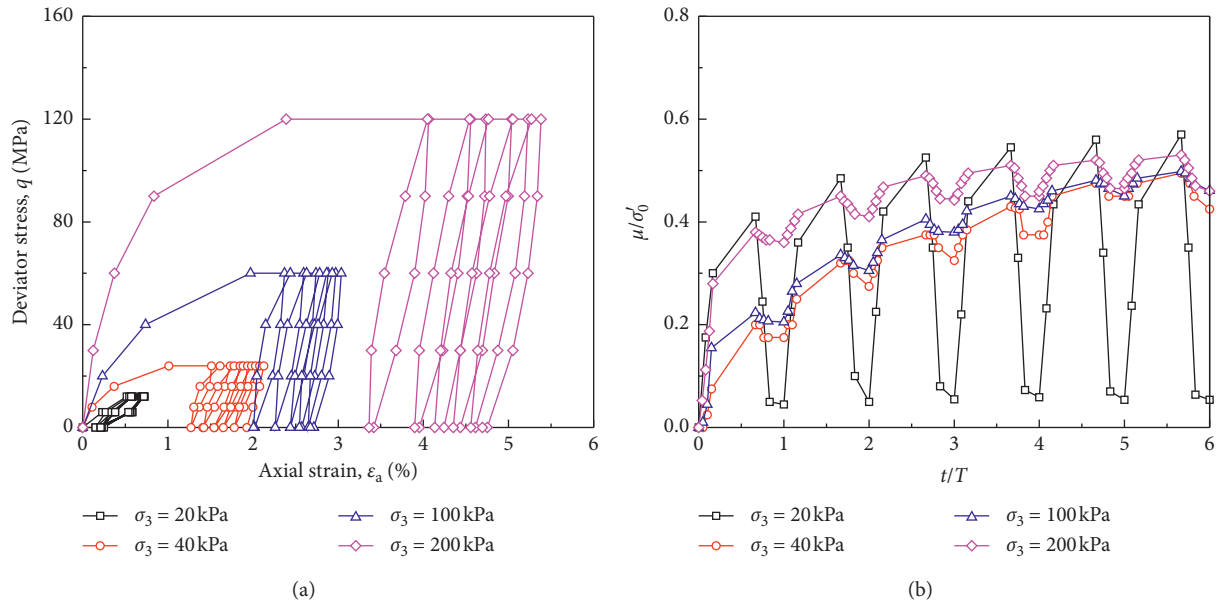 160
120
80
40
0
Deviator stress, q (MPa)
0 1 2 3 4 5 6
Axial strain, εa (%)
σ3 = 20 kPa
σ3 = 40 kPa
σ3 = 100 kPa
σ3 = 200 kPa
(a)
0.8
0.6
0.4
0.2
0.0
μ/σ′0
0 1 2 3 4 5 6
t/T
σ3 = 20 kPa
σ3 = 40 kPa
σ3 = 100 kPa
σ3 = 200 kPa
(b)